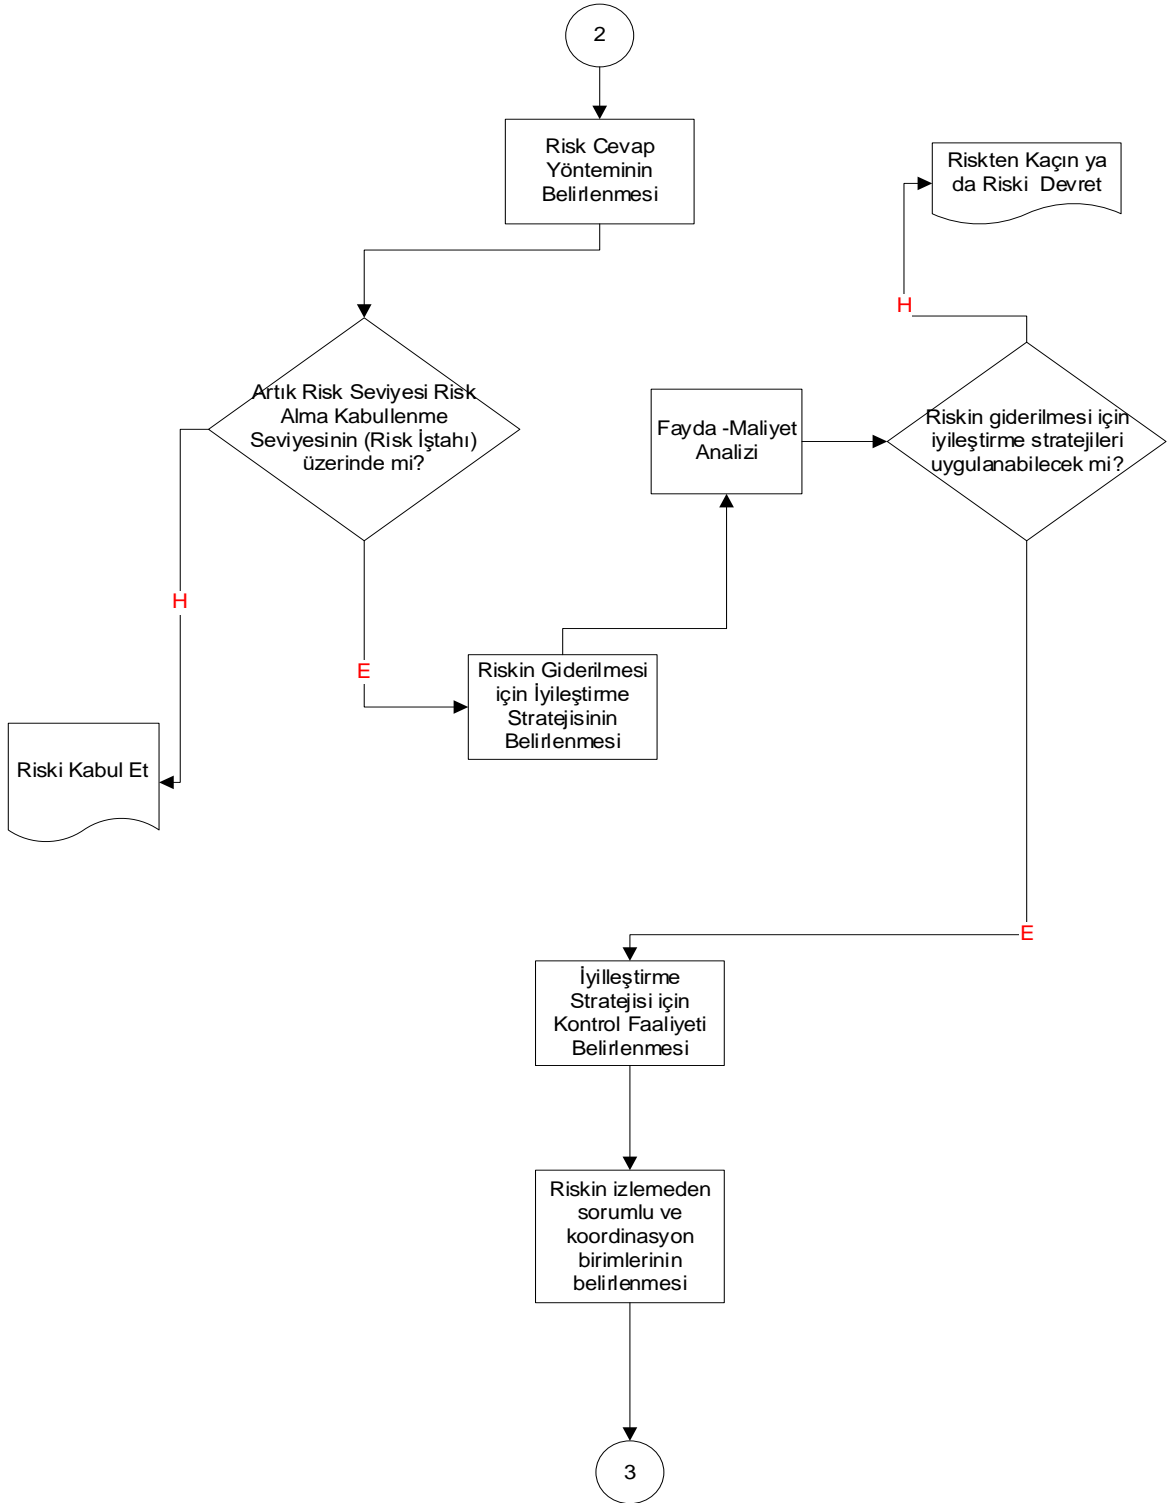 2
Risk Cevap
Yönteminin
Belirlenmesi
Riskten Kaçın ya
da Riski Devret
H
Artık Risk Seviyesi Risk
Alma Kabullenme
Seviyesinin (Risk İştahı)
üzerinde mi?
Fayda -Maliyet
Analizi
Riskin giderilmesi için
iyileştirme stratejileri
uygulanabilecek mi?
H
E
Riskin Giderilmesi
için İyileştirme
Stratejisinin
Belirlenmesi
Riski Kabul Et
E
İyilleştirme
Stratejisi için
Kontrol Faaliyeti
Belirlenmesi
Riskin izlemeden
sorumlu ve
koordinasyon
birimlerinin
belirlenmesi
3